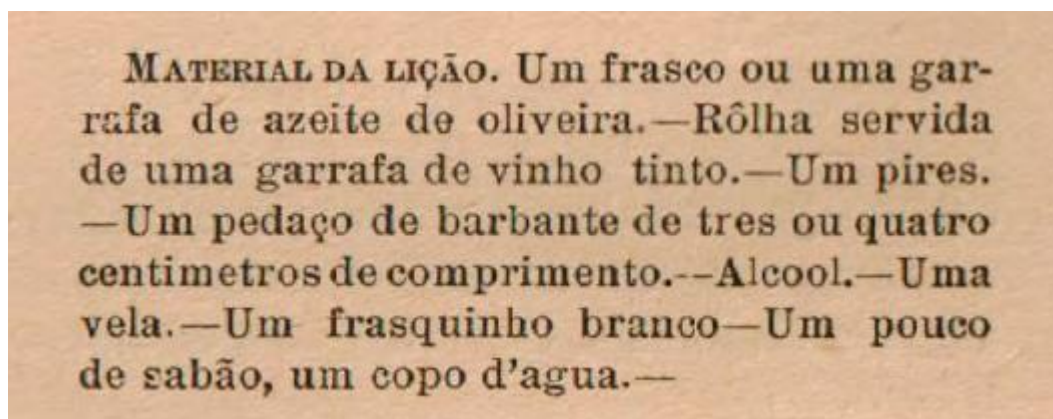 MATERIAL DA LIÇÃO. Um frasco ou uma gar-
rafa de azeite de oliveira.—Rôlha servida
de uma garrafa de vinho tinto.—Um pires.
—Um pedaço de barbante de tres ou quatro
centimetros de comprimento.--Alcool.—Uma
vela.—Um frasquinho branco—Um pouco
de sabão, um copo d'agua.—